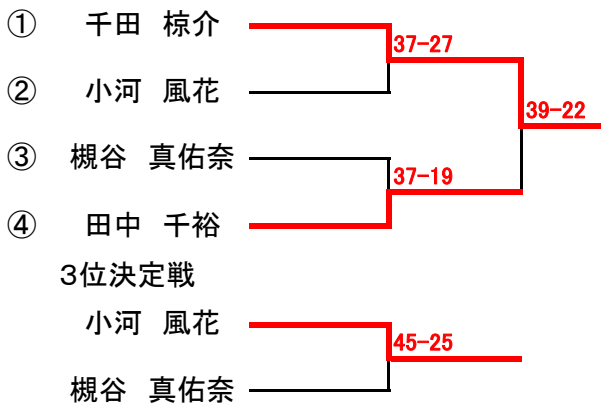 ① 千田 椋介
37-27
② 小河 風花
39-22
③ 槻谷 真佑奈
37-19
④ 田中 千裕
3位決定戦
小河 風花
45-25
槻谷 真佑奈